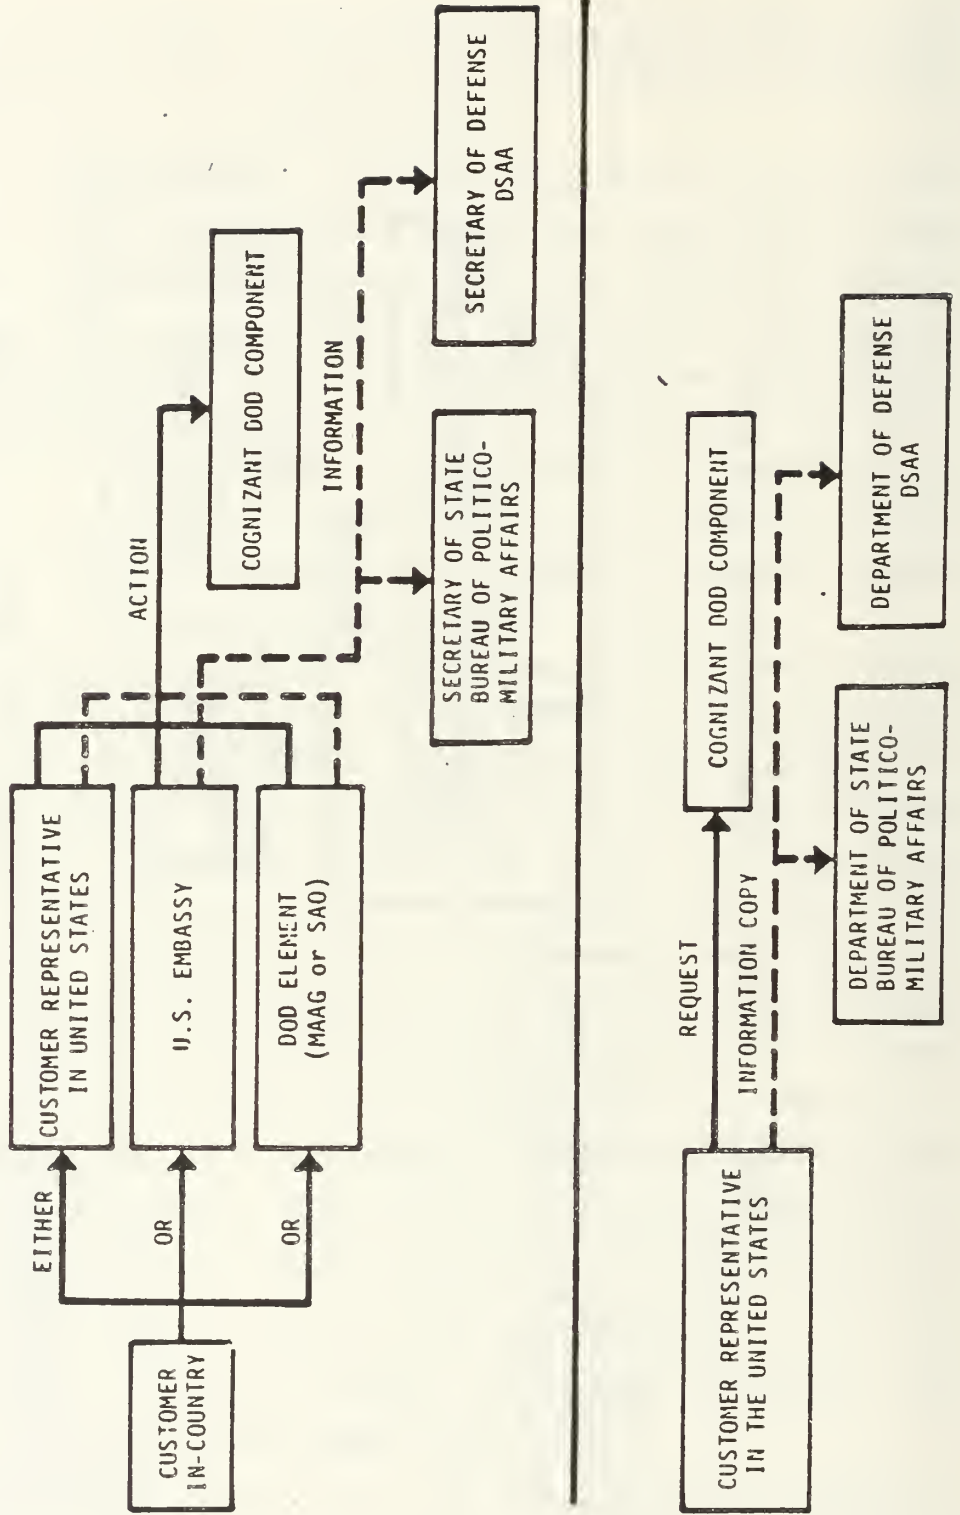 CUSTOMER
IN-COUNTRY
EITHER
OR
OR
CUSTOMER REPRESENTATIVE
IN UNITED STATES
U.S. EMBASSY
DOD ELEMENT
(MAAG or SAO)
ACTION
COGNIZANT DOD COMPONENT
INFORMATION
SECRETARY OF STATE
BUREAU OF POLITICO-
MILITARY AFFAIRS
SECRETARY OF DEFENSE
DSAA
CUSTOMER REPRESENTATIVE
IN THE UNITED STATES
REQUEST
INFORMATION COPY
COGNIZANT DOD COMPONENT
DEPARTMENT OF STATE
BUREAU OF POLITICO-
MILITARY AFFAIRS
DEPARTMENT OF DEFENSE
DSAA